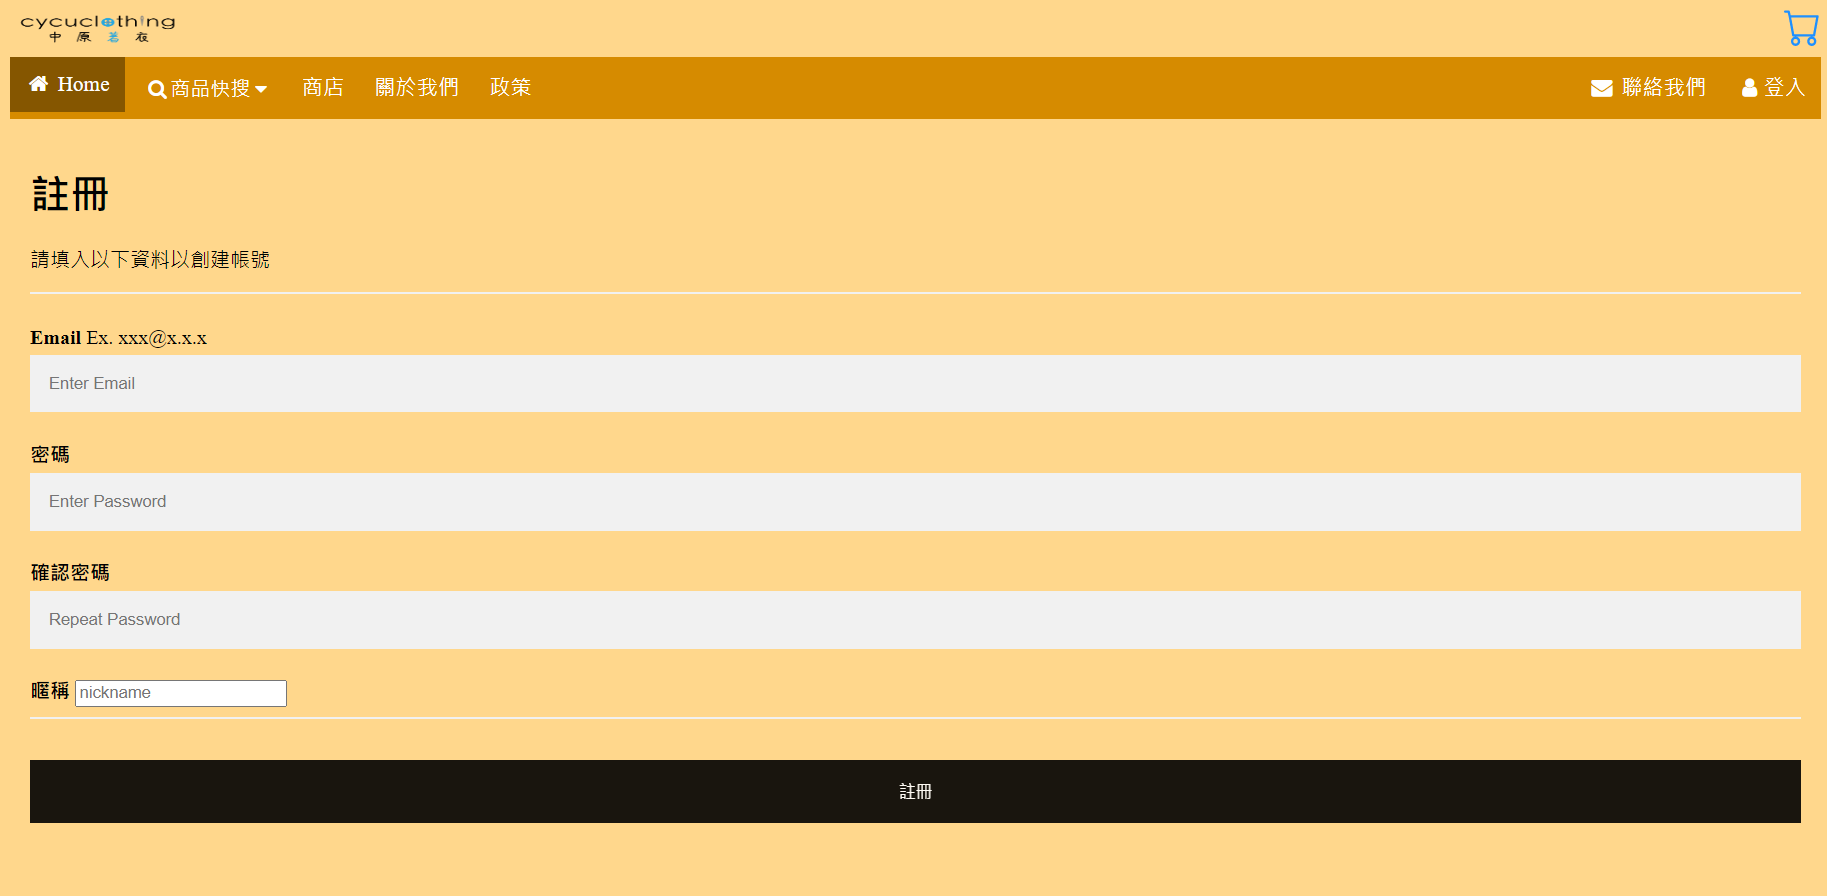 cycuclothing
中原著衣
Home 商品快搜 商店 關於我們 政策 聯絡我們 登入
註冊
請填入以下資料以創建帳號
Email Ex. xxx@x.x.x
Enter Email
密碼
Enter Password
確認密碼
Repeat Password
暱稱 nickname
註冊